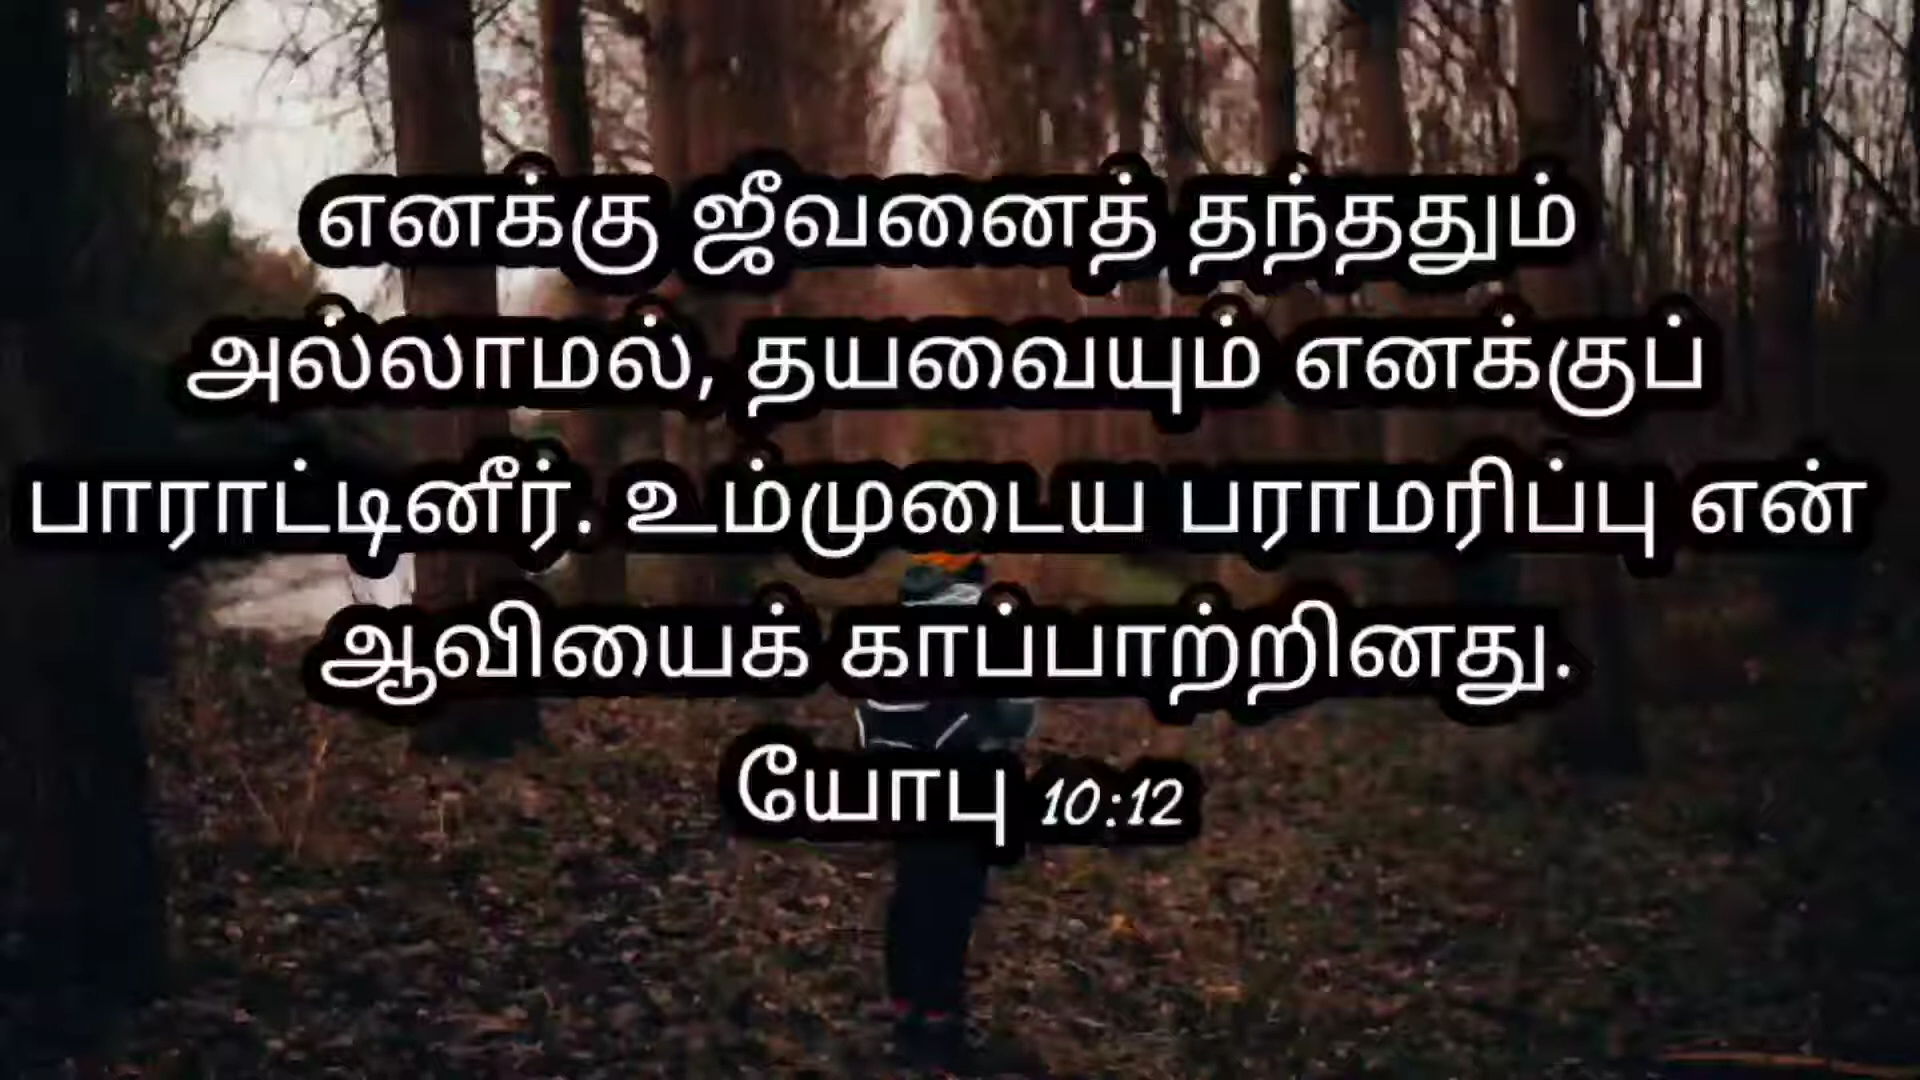 எனக்கு ஜீவனைத் தந்ததும்
அல்லாமல், தயவையும் எனக்குப்
பாராட்டினீர். உம்முடைய பராமரிப்பு என்
ஆவியைக் காப்பாற்றினது.
யோபு 10:12